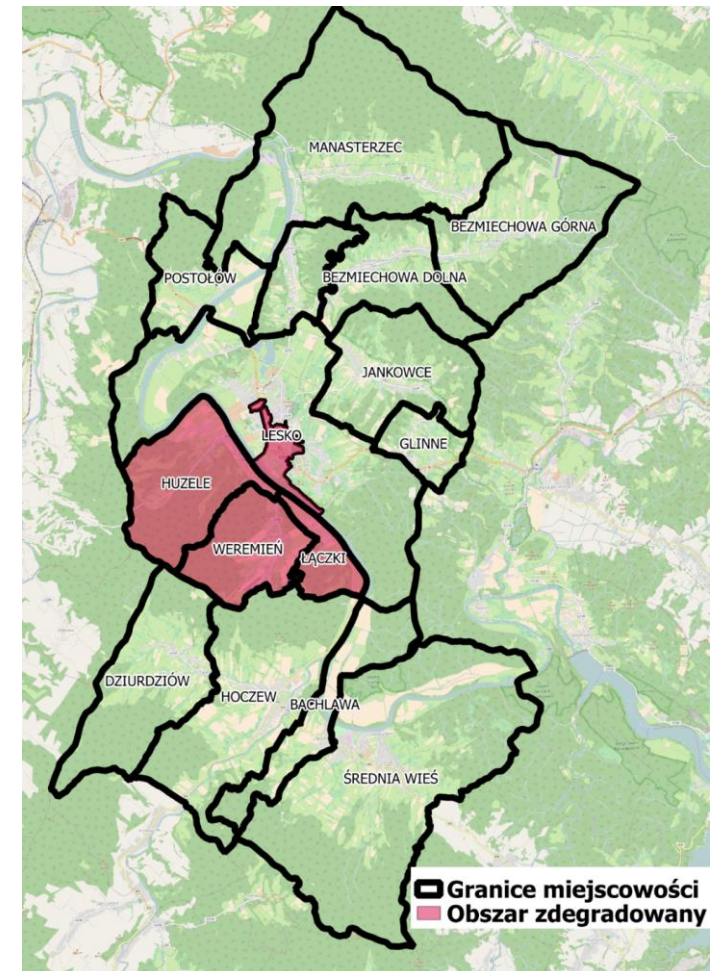 MANASTERZEC
BEZMIECHOWA GÓRNA
POSTOŁÓW
BEZMIECHOWA DOLNA
JANKOWCE
LESKO
GLINNE
HUZELE
WEREMIEŃ
ŁĄCZKI
DZIURDZIÓW
HOCZEW
BACHLAWA
ŚREDNIA WIEŚ
Granice miejscowości
Obszar zdegradowany